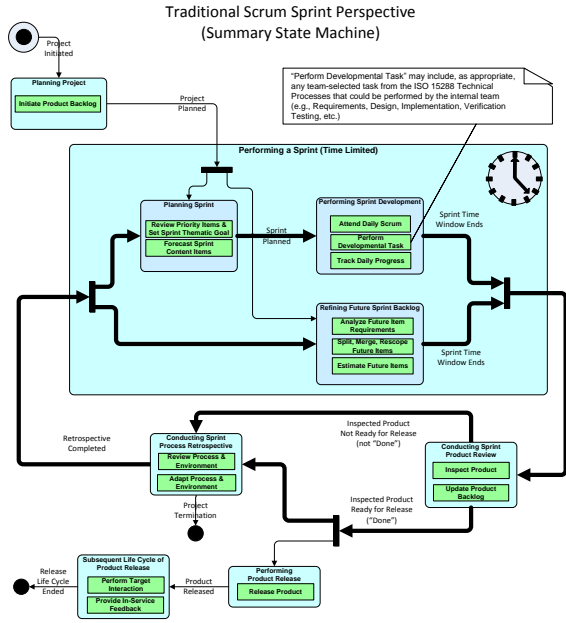 Traditional Scrum Sprint Perspective
(Summary State Machine)
Project
Initiated
Planning Project
Initiate Product Backlog
Project
Planned
"Perform Developmental Task" may include, as appropriate,
any team-selected task from the ISO 15288 Technical
Processes that could be performed by the internal team
(e.g., Requirements, Design, Implementation, Verification
Testing, etc.)
Performing a Sprint (Time Limited)
Planning Sprint
Review Priority Items &
Set Sprint Thematic Goal
Forecast Sprint
Content Items
Sprint
Planned
Performing Sprint Development
Attend Daily Scrum
Perform
Developmental Task
Track Daily Progress
Sprint Time
Window Ends
Refining Future Sprint Backlog
Analyze Future Item
Requirements
Split, Merge, Rescope
Future Items
Estimate Future Items
Sprint Time
Window Ends
Retrospective
Completed
Conducting Sprint
Process Retrospective
Review Process &
Environment
Adapt Process &
Environment
Project
Termination
Inspected Product
Not Ready for Release
(not "Done")
Conducting Sprint
Product Review
Inspect Product
Update Product
Backlog
Inspected Product
Ready for Release
("Done")
Release
Life Cycle
Ended
Subsequent Life Cycle of
Product Release
Perform Target
Interaction
Provide In-Service
Feedback
Product
Released
Performing
Product Release
Release Product